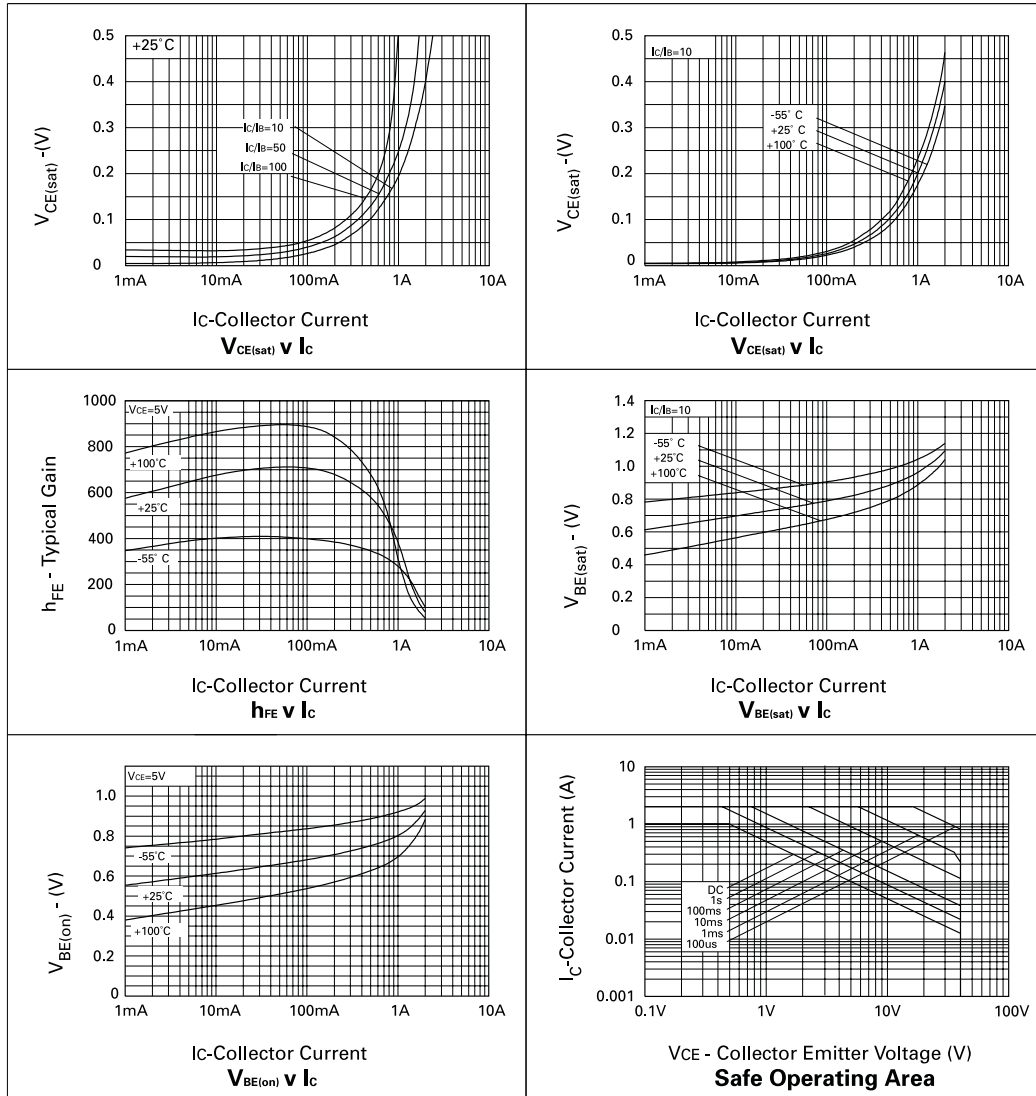 +25°C
0.5
0.4
0.3
0.2
0.1
0
IC/IB=10
IC/IB=50
IC/IB=100
VCE(sat) -(V)
1mA
10mA
100mA
1A
10A
IC-Collector Current
VCE(sat) v IC
IC/IB=10
0.5
0.4
0.3
0.2
0.1
0
-55° C
+25° C
+100° C
VCE(sat) -(V)
1mA
10mA
100mA
1A
10A
IC-Collector Current
VCE(sat) v IC
VCE=5V
1000
800
600
400
200
0
+100°C
+25°C
-55° C
hFE - Typical Gain
1mA
10mA
100mA
1A
10A
IC-Collector Current
hFE v IC
IC/IB=10
1.4
1.2
1.0
0.8
0.6
0.4
0.2
0
-55° C
+25°C
+100°C
VBE(sat) - (V)
1mA
10mA
100mA
1A
10A
IC-Collector Current
VBE(sat) v IC
VCE=5V
1.0
0.8
0.6
0.4
0.2
0
-55°C
+25°C
+100°C
VBE(on) - (V)
1mA
10mA
100mA
1A
10A
IC-Collector Current
VBE(on) v IC
10
1
0.1
0.01
0.001
DC
1s
100ms
10ms
1ms
100us
IC-Collector Current (A)
0.1V
1V
10V
100V
VCE - Collector Emitter Voltage (V)
Safe Operating Area